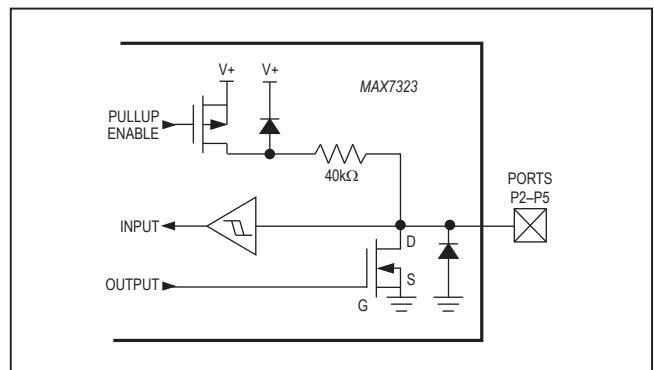 V+ V+
MAX7323
PULLUP
ENABLE
40kΩ
PORTS
P2–P5
INPUT
D
OUTPUT
S
G